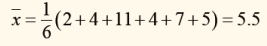 x̄ = 1/6 (2 + 4 + 11 + 4 + 7 + 5) = 5.5